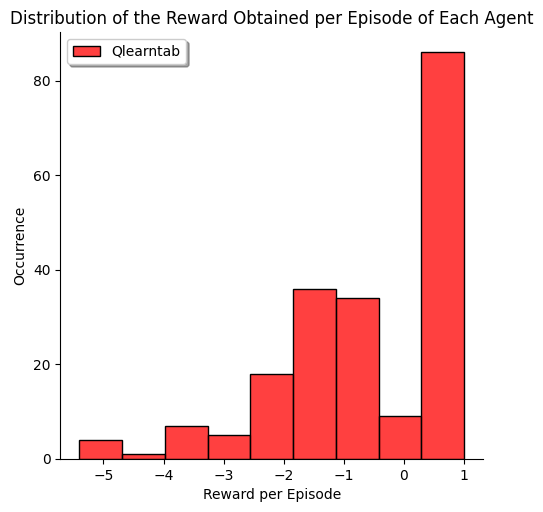 Distribution of the Reward Obtained per Episode of Each Agent
Qlearntab
80
60
40
20
0
Occurrence
−5 −4 −3 −2 −1 0 1
Reward per Episode